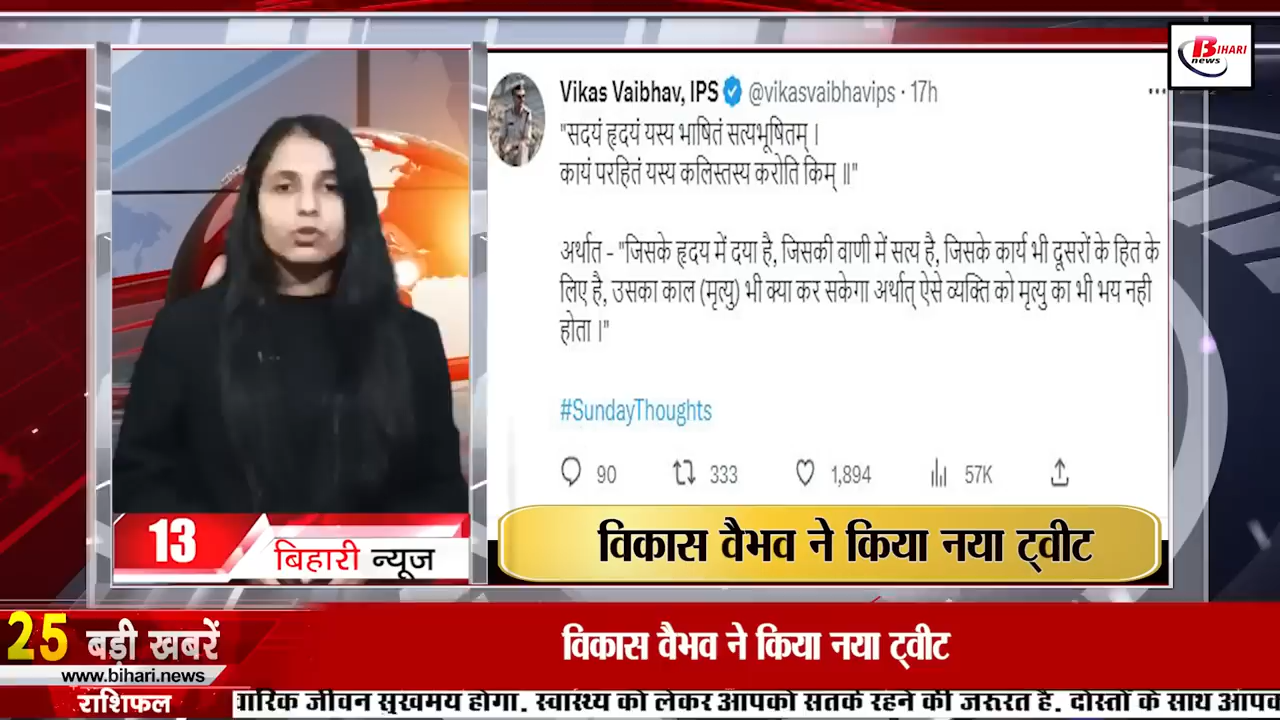 BIHARI
news
Vikas Vaibhav, IPS @vikasvaibhavips · 17h
"सदयं हृदयं यस्य भाषितं सत्यभूषितम् ।
कायं परहितं यस्य कलिस्तस्य करोति किम् ॥"
अर्थात - "जिसके हृदय में दया है, जिसकी वाणी में सत्य है, जिसके कार्य भी दूसरों के हित के
लिए है, उसका काल (मृत्यु) भी क्या कर सकेगा अर्थात् ऐसे व्यक्ति को मृत्यु का भी भय नही
होता ।"
#SundayThoughts
90 333 1,894 57K
13
बिहारी न्यूज
विकास वैभव ने किया नया ट्वीट
25 बड़ी खबरें
विकास वैभव ने किया नया ट्वीट
www.bihari.news
राशिफल
जीवन सुखमय होगा. स्वास्थ्य को लेकर आपको सतर्क रहने की जरूरत है. दोस्तों के साथ